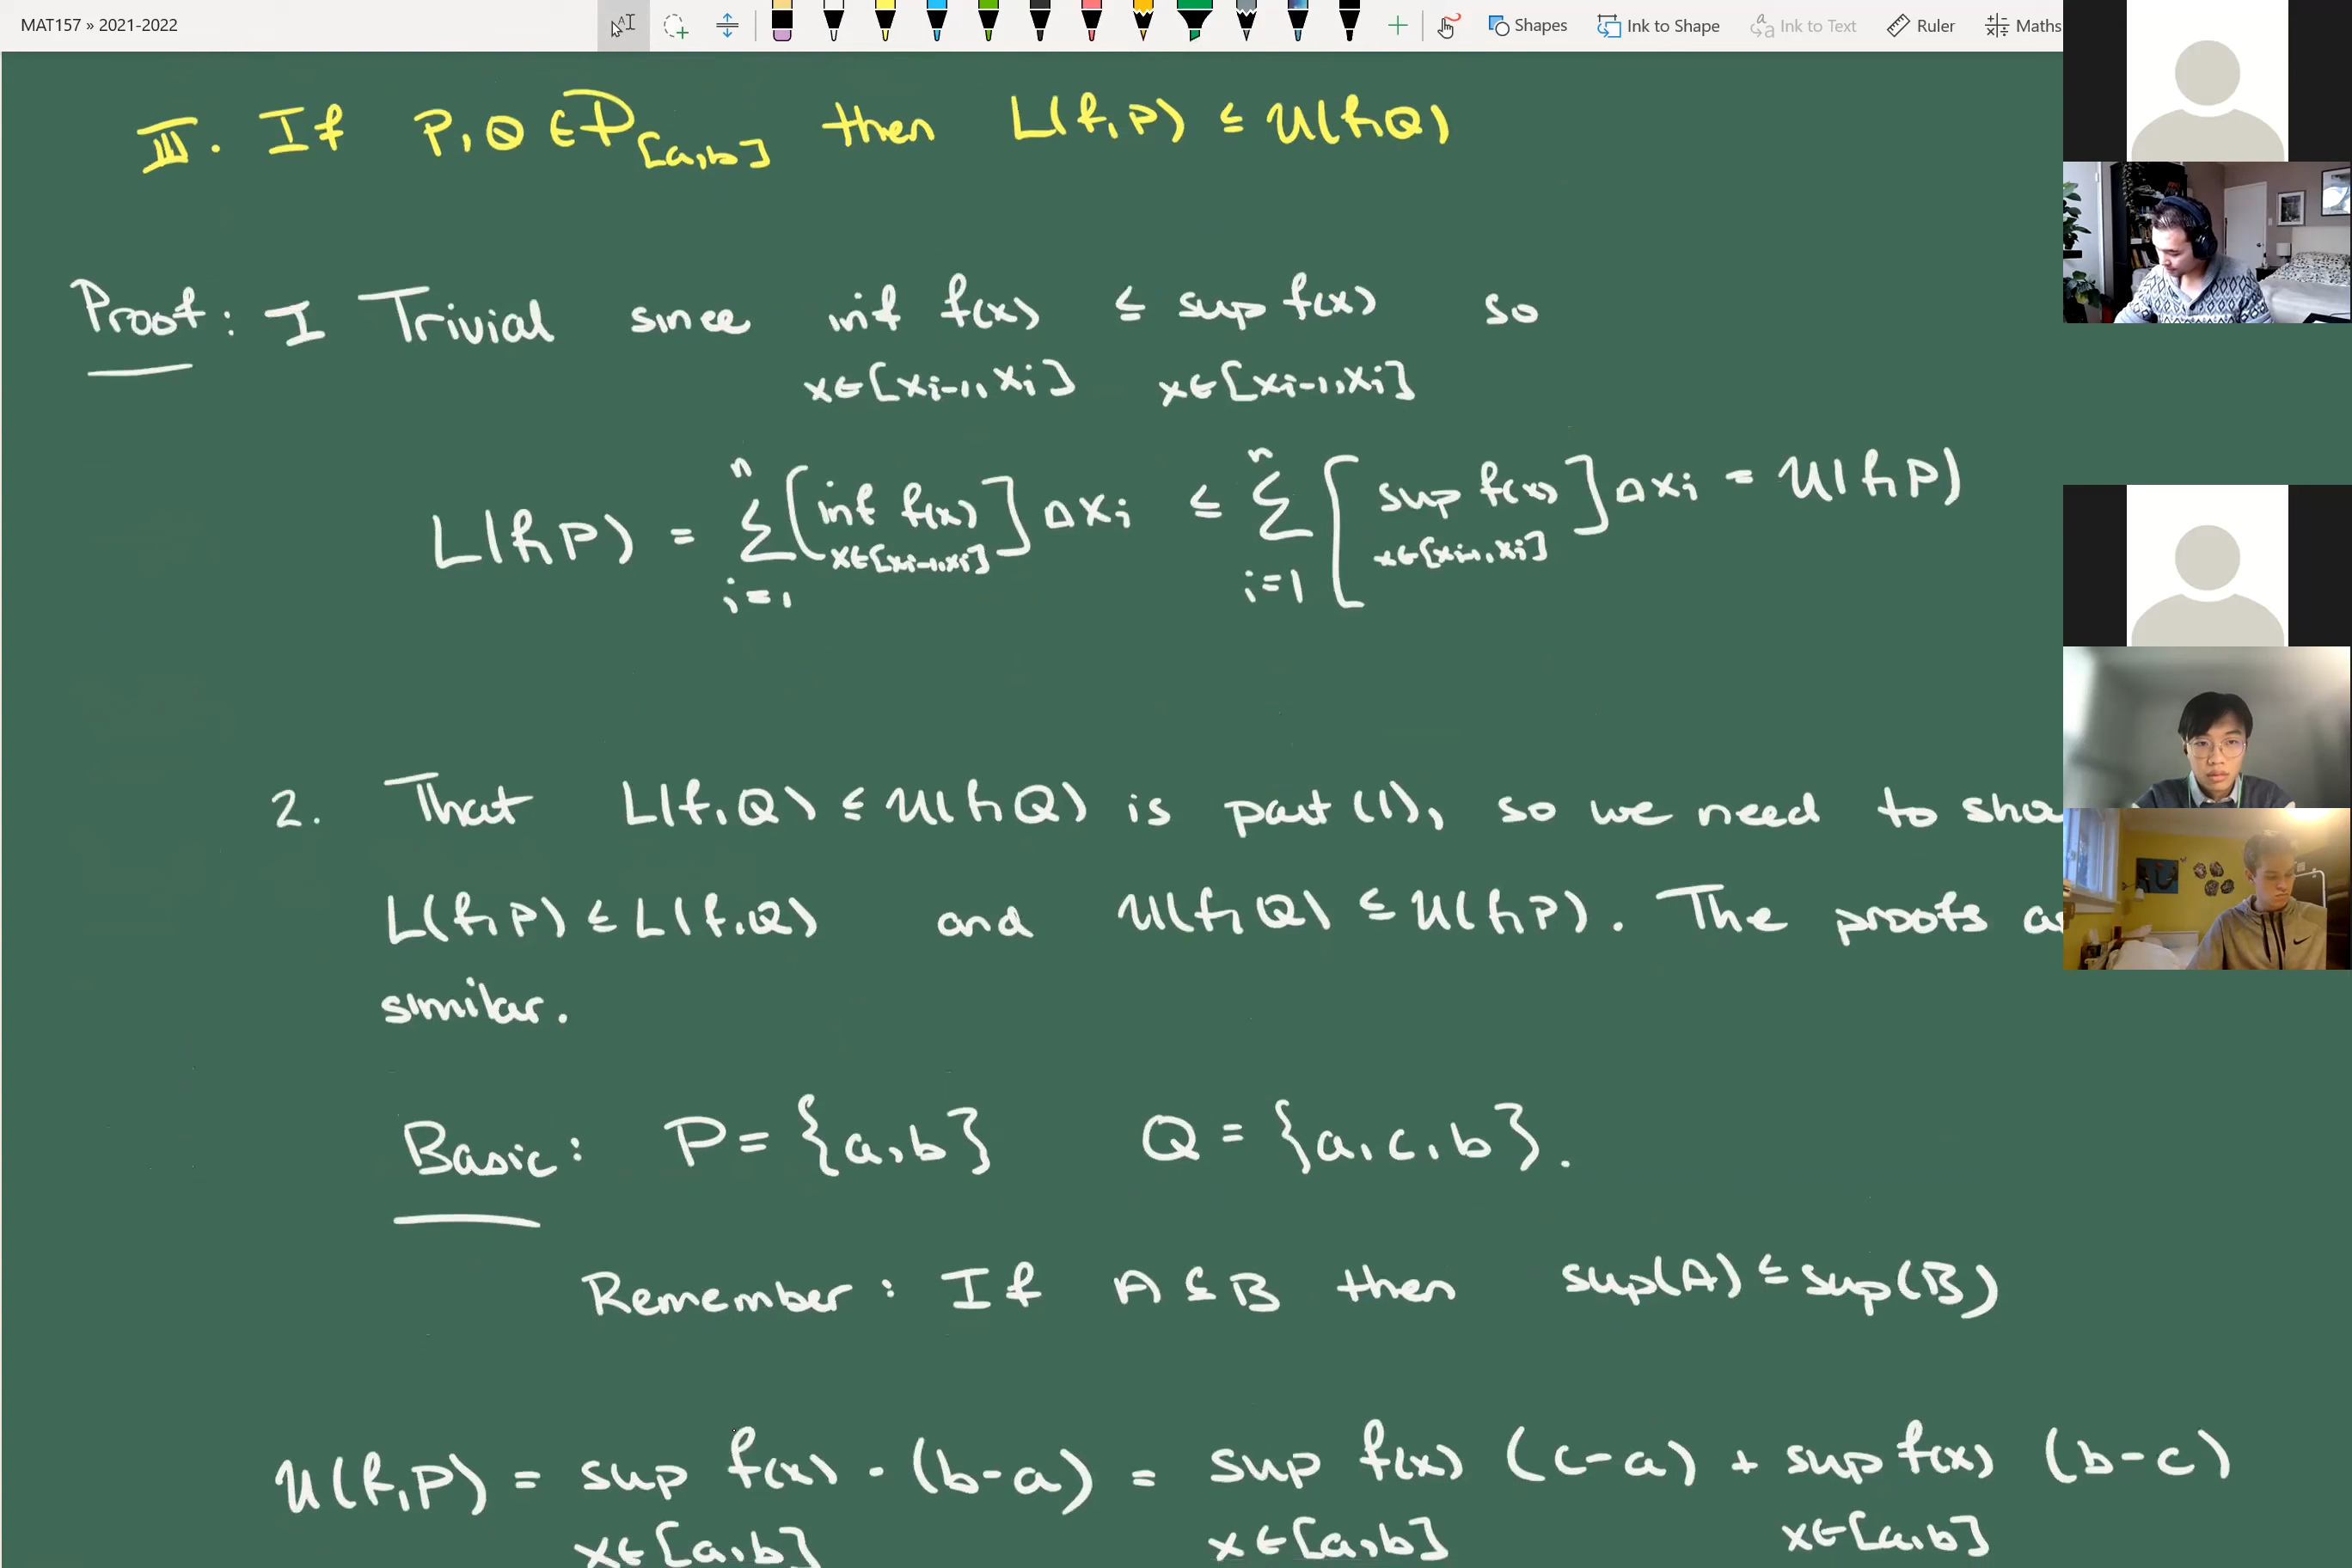 MAT157 » 2021-2022
Shapes Ink to Shape Ink to Text Ruler Maths
III. If P, Q ∈ P[a,b] then L(f,P) ≤ U(f,Q)
Proof: I Trivial since inf f(x) ≤ sup f(x) so
x∈[xi-1, xi] x∈[xi-1, xi]
L(f,P) = n Σ i=1 [inf f(x) x∈[xi-1,xi]] Δxi ≤ n Σ i=1 [sup f(x) x∈[xi-1,xi]] Δxi = U(f,P)
2. That L(f,Q) ≤ U(f,Q) is part (1), so we need to sho
L(f,P) ≤ L(f,Q) and U(f,Q) ≤ U(f,P). The proofs a
similar.
Basic: P = {a,b} Q = {a,c,b}.
Remember: If A ⊆ B then sup(A) ≤ sup(B)
U(f,P) = sup f(x) · (b-a) = sup f(x) (c-a) + sup f(x) (b-c)
x∈[a,b] x∈[a,b] x∈[a,b]